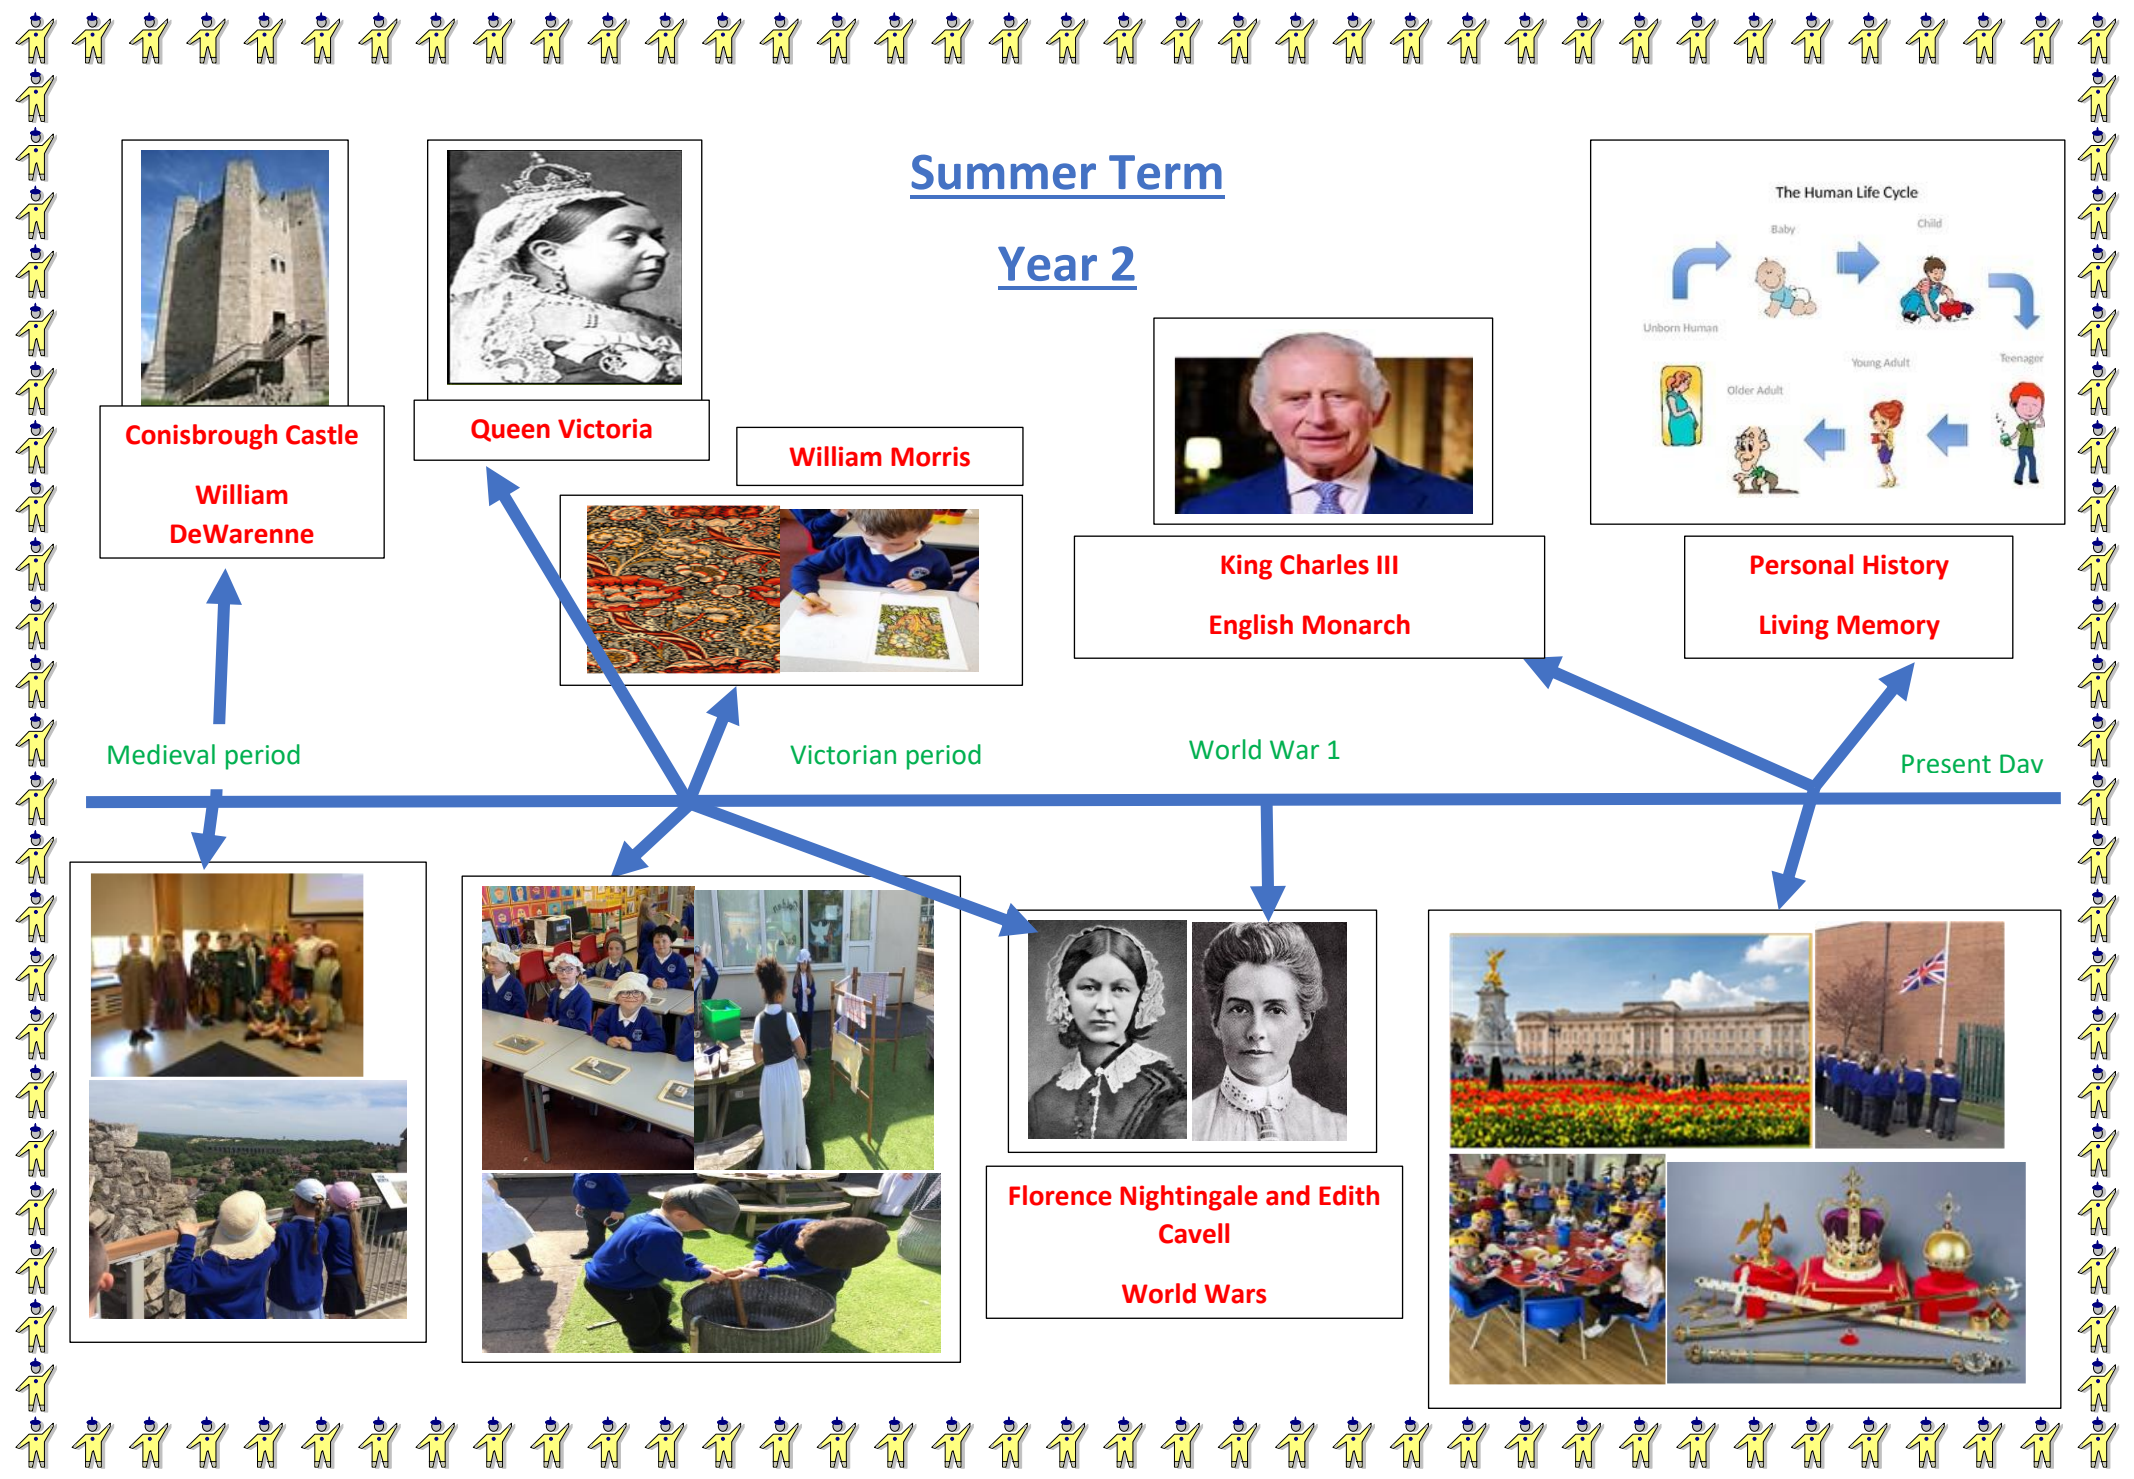 Summer Term
Year 2
Conisbrough Castle
William
DeWarenne
Queen Victoria
William Morris
King Charles III
English Monarch
The Human Life Cycle
Baby
Child
Unborn Human
Teenager
Young Adult
Older Adult
Personal History
Living Memory
Medieval period
Victorian period
World War 1
Present Dav
Florence Nightingale and Edith
Cavell
World Wars